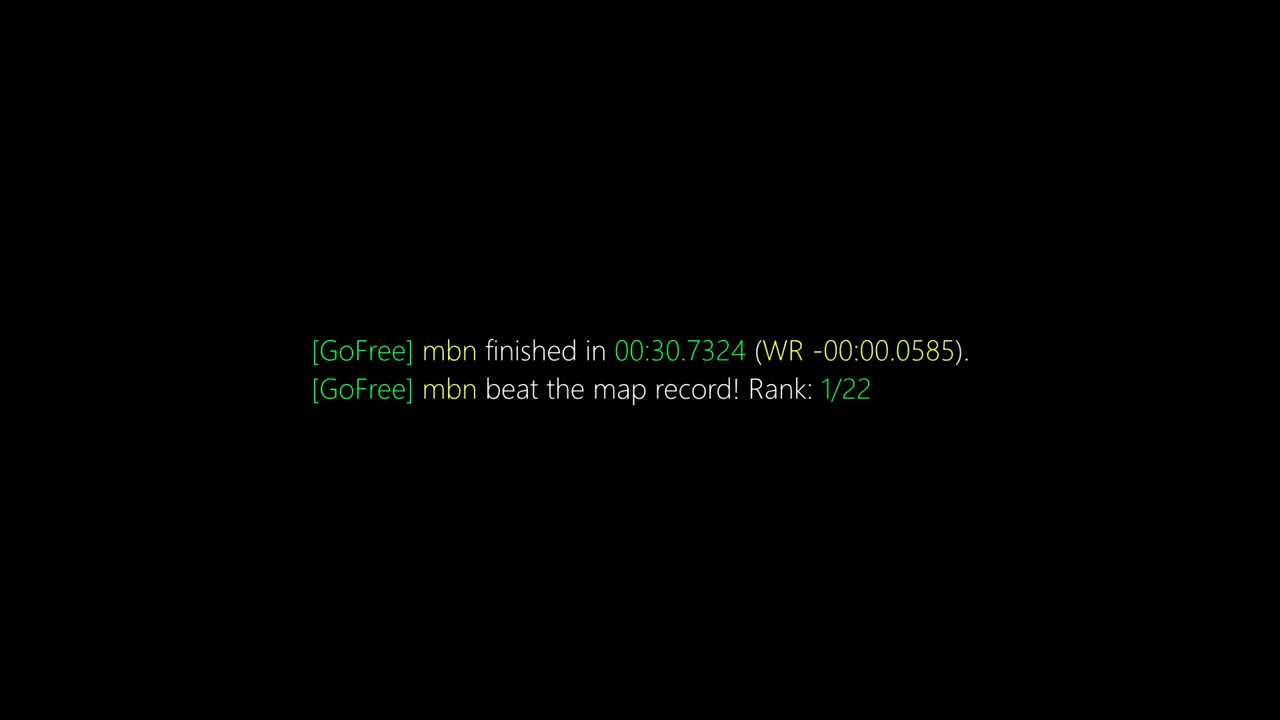 [GoFree] mbn finished in 00:30.7324 (WR -00:00.0585).
[GoFree] mbn beat the map record! Rank: 1/22